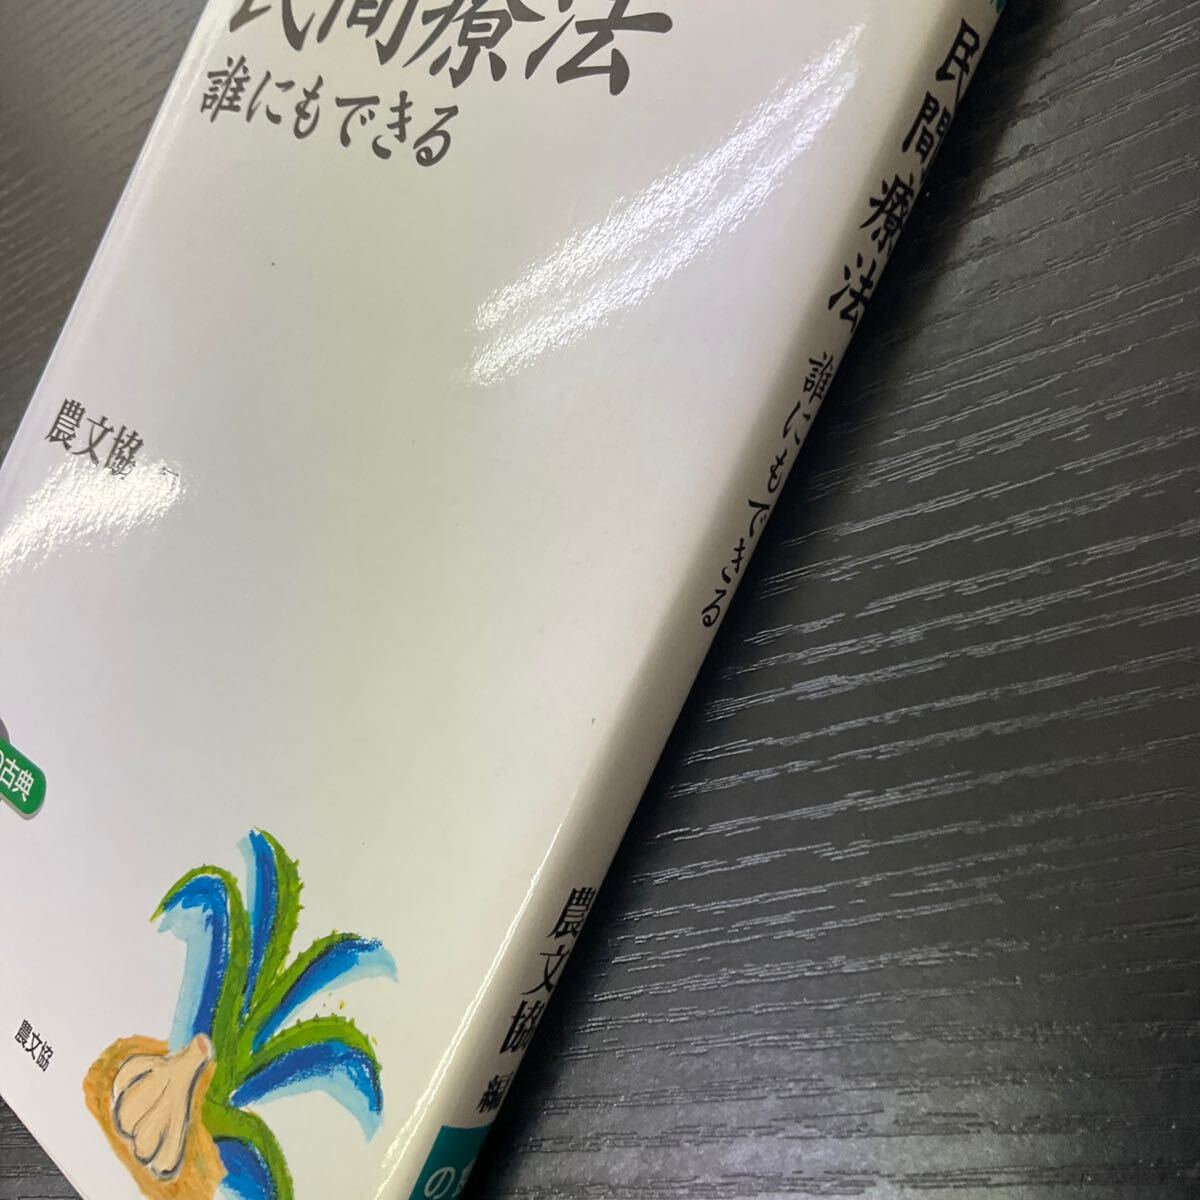 民間療法
誰にもできる
農文協
の古典
農文協
民間療法 誰にもできる
農文協 編
の